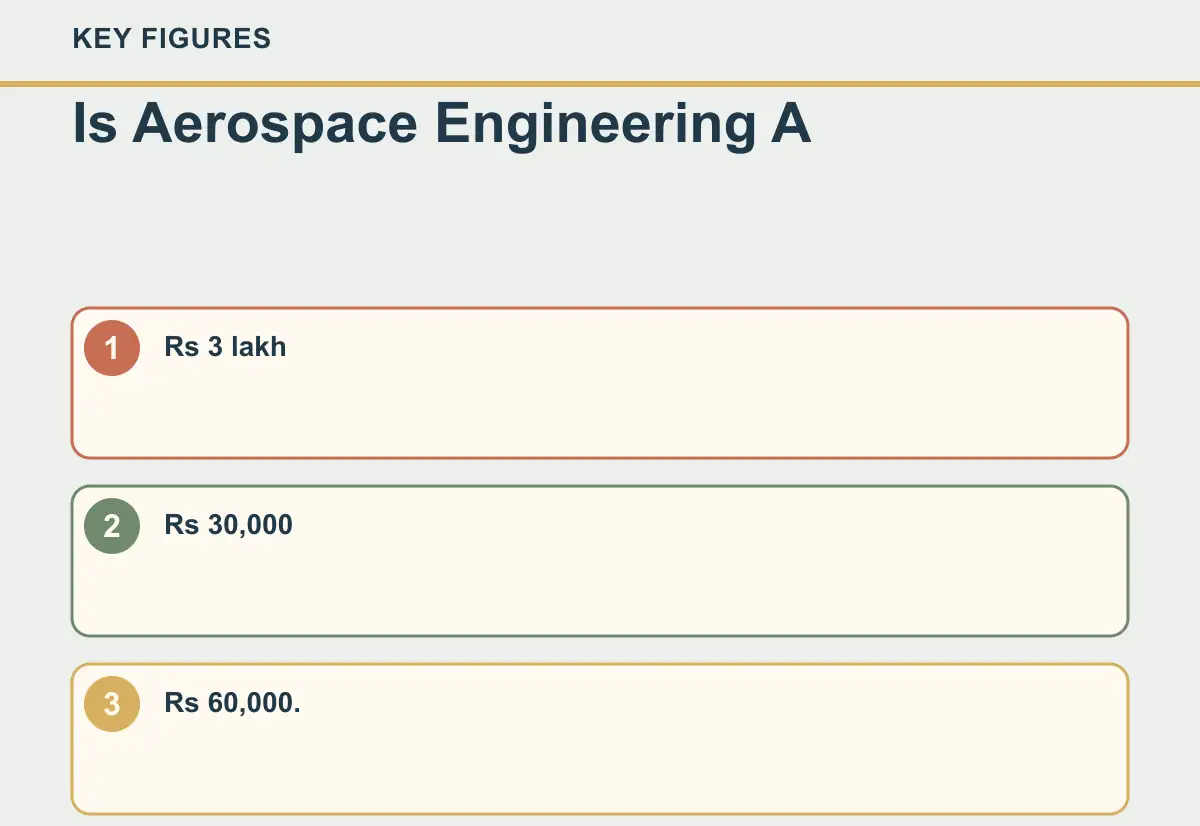 KEY FIGURES
Is Aerospace Engineering A
1 Rs 3 lakh
2 Rs 30,000
3 Rs 60,000.